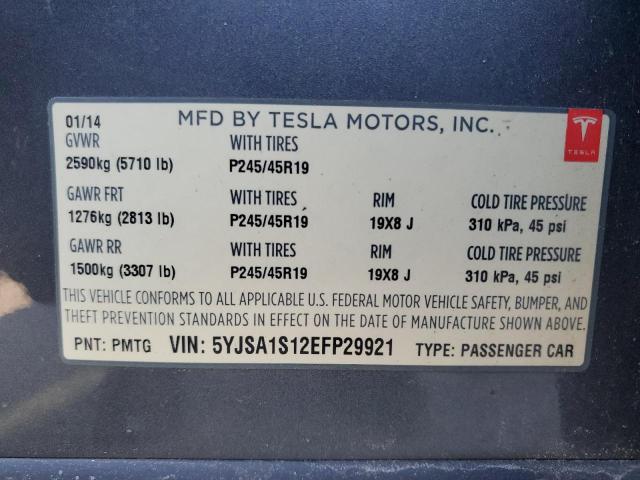 01/14 MFD BY TESLA MOTORS, INC.
TESLA
GVWR WITH TIRES
2590kg (5710 lb) P245/45R19
GAWR FRT WITH TIRES RIM COLD TIRE PRESSURE
1276kg (2813 lb) P245/45R19 19X8 J 310 kPa, 45 psi
GAWR RR WITH TIRES RIM COLD TIRE PRESSURE
1500kg (3307 lb) P245/45R19 19X8 J 310 kPa, 45 psi
THIS VEHICLE CONFORMS TO ALL APPLICABLE U.S. FEDERAL MOTOR VEHICLE SAFETY, BUMPER, AND
THEFT PREVENTION STANDARDS IN EFFECT ON THE DATE OF MANUFACTURE SHOWN ABOVE.
PNT: PMTG VIN: 5YJSA1S12EFP29921 TYPE: PASSENGER CAR